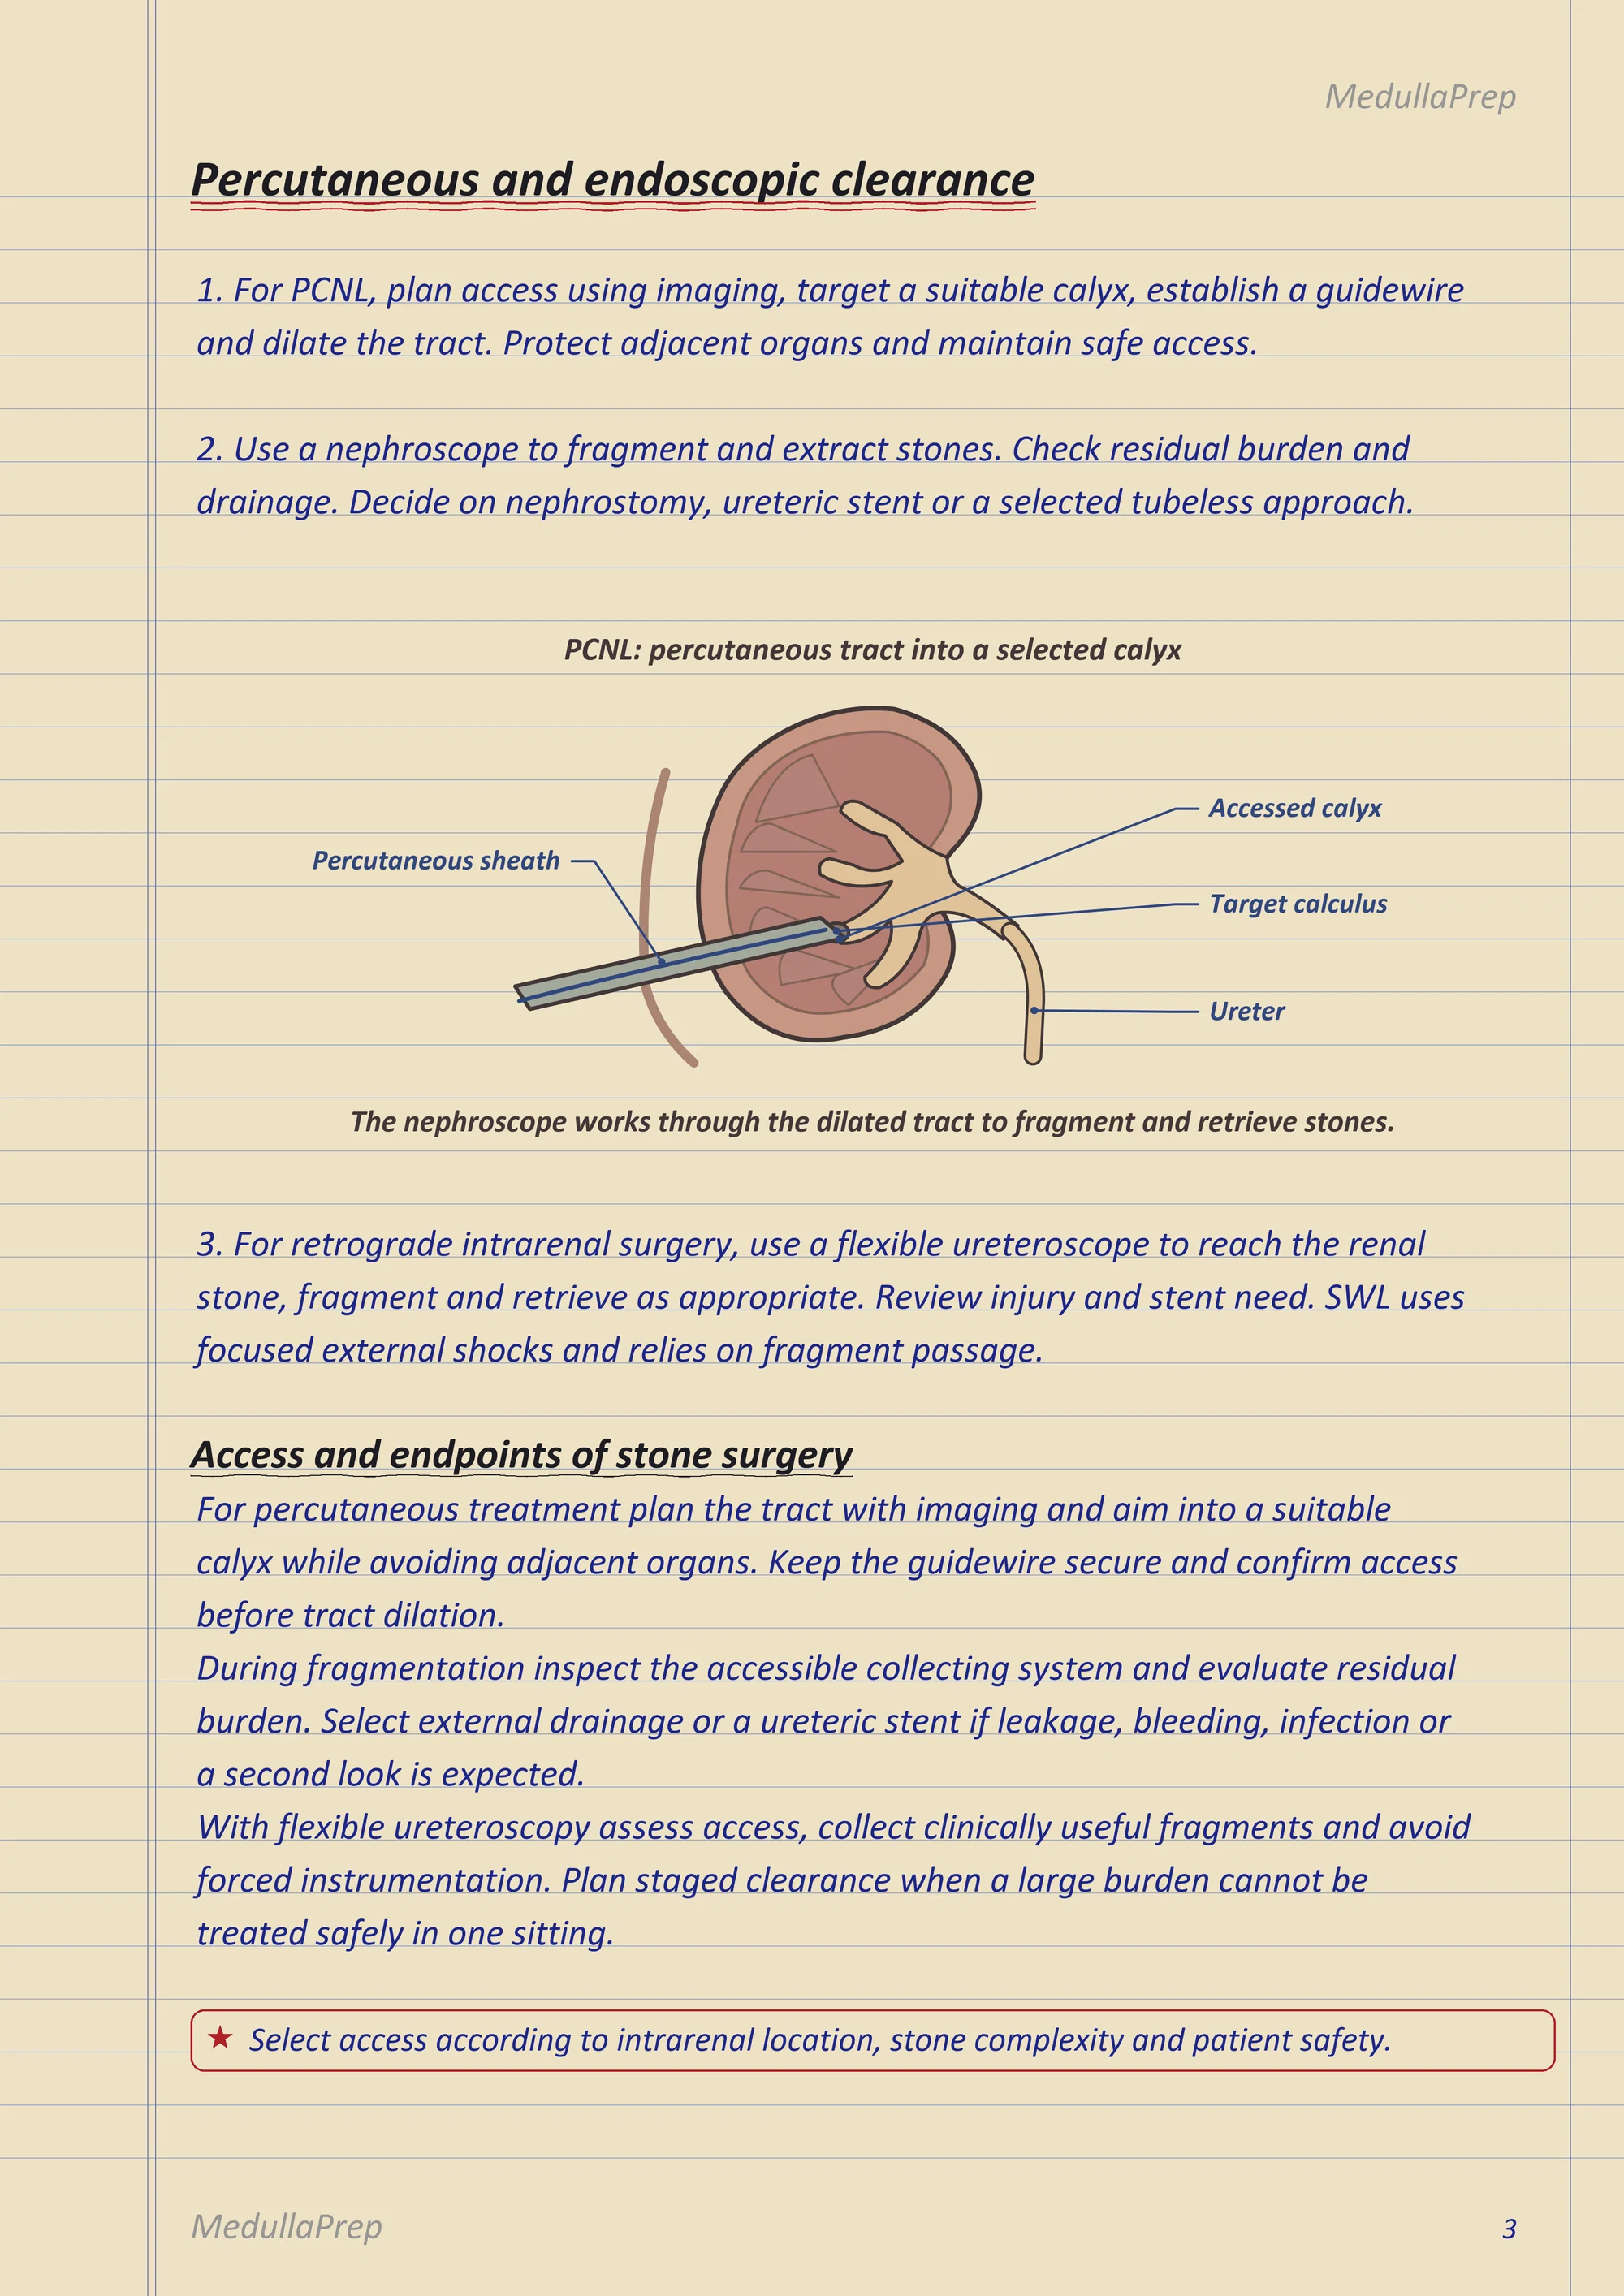 MedullaPrep
Percutaneous and endoscopic clearance
1. For PCNL, plan access using imaging, target a suitable calyx, establish a guidewire
and dilate the tract. Protect adjacent organs and maintain safe access.
2. Use a nephroscope to fragment and extract stones. Check residual burden and
drainage. Decide on nephrostomy, ureteric stent or a selected tubeless approach.
PCNL: percutaneous tract into a selected calyx
Accessed calyx
Percutaneous sheath
Target calculus
Ureter
The nephroscope works through the dilated tract to fragment and retrieve stones.
3. For retrograde intrarenal surgery, use a flexible ureteroscope to reach the renal
stone, fragment and retrieve as appropriate. Review injury and stent need. SWL uses
focused external shocks and relies on fragment passage.
Access and endpoints of stone surgery
For percutaneous treatment plan the tract with imaging and aim into a suitable
calyx while avoiding adjacent organs. Keep the guidewire secure and confirm access
before tract dilation.
During fragmentation inspect the accessible collecting system and evaluate residual
burden. Select external drainage or a ureteric stent if leakage, bleeding, infection or
a second look is expected.
With flexible ureteroscopy assess access, collect clinically useful fragments and avoid
forced instrumentation. Plan staged clearance when a large burden cannot be
treated safely in one sitting.
★ Select access according to intrarenal location, stone complexity and patient safety.
MedullaPrep
3